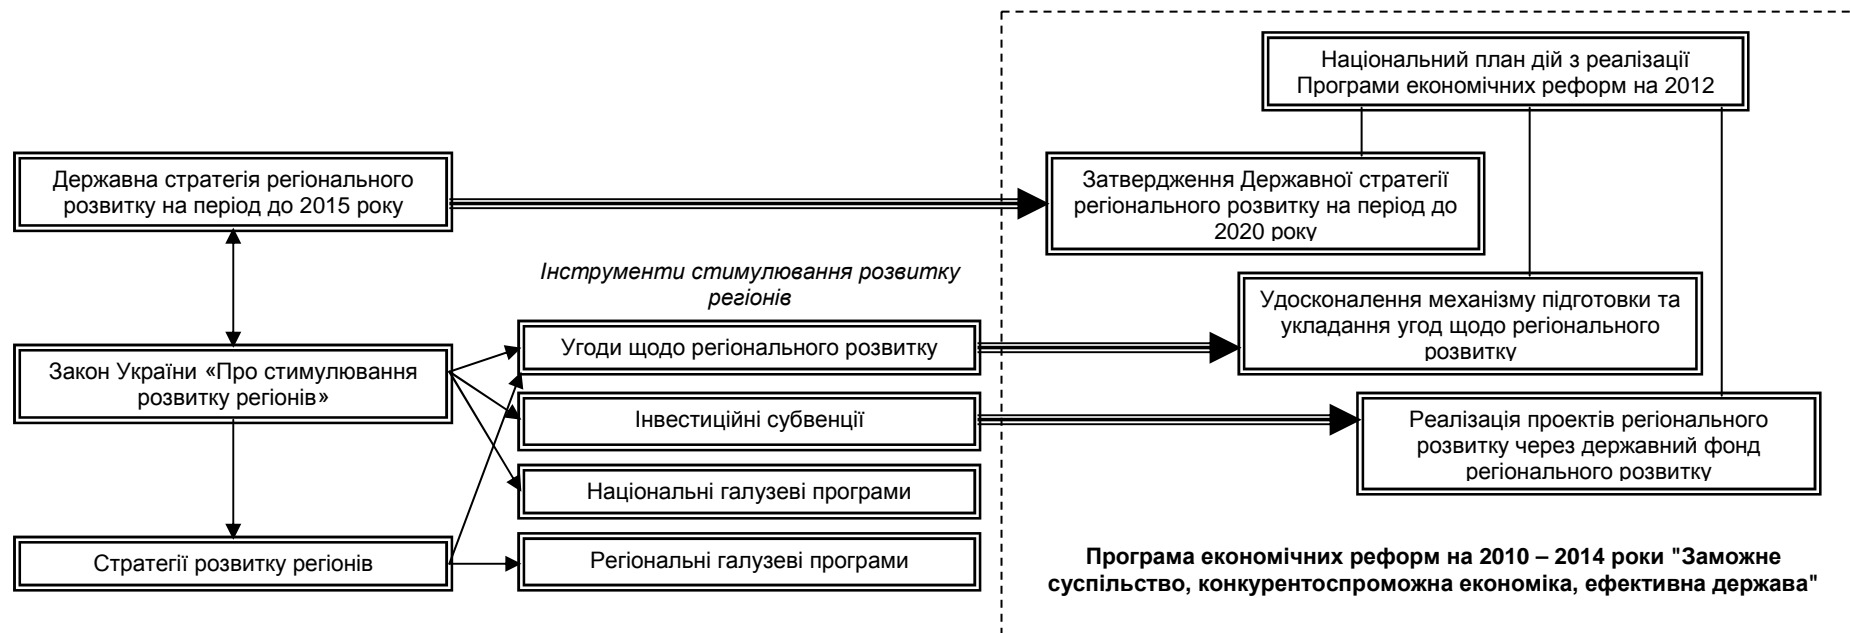 Національний план дій з реалізації
Програми економічних реформ на 2012
Державна стратегія регіонального
розвитку на період до 2015 року
Затвердження Державної стратегії
регіонального розвитку на період до
2020 року
Інструменти стимулювання розвитку
регіонів
Удосконалення механізму підготовки та
укладання угод щодо регіонального
розвитку
Закон України «Про стимулювання
розвитку регіонів»
Угоди щодо регіонального розвитку
Інвестиційні субвенції
Реалізація проектів регіонального
розвитку через державний фонд
регіонального розвитку
Національні галузеві програми
Стратегії розвитку регіонів
Регіональні галузеві програми
Програма економічних реформ на 2010 – 2014 роки "Заможне
суспільство, конкурентоспроможна економіка, ефективна держава"